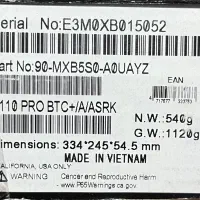 erial No:E3M0XB015052
art No:90-MXB5S0-A0UAYZ
EAN
110 PRO BTC+/A/ASRK
N.W.:540g
G.W.:1120g
Dimensions: 334*245*54.5 mm
MADE IN VIETNAM
CALIFORNIA, USA ONLY
WARNING
Cancer and Reproductive Harm
www.P65Warnings.ca.gov